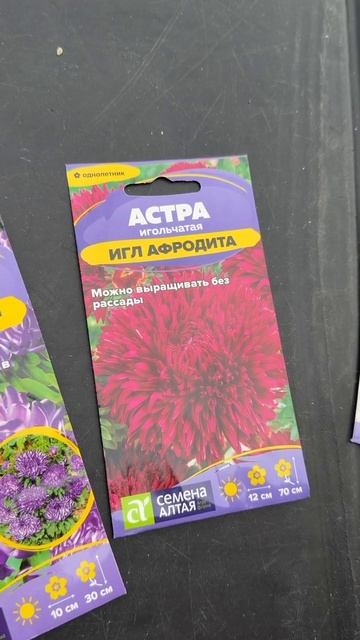 однолетник
АСТРА
игольчатая
ИГЛ АФРОДИТА
Можно выращивать без
рассады
СЕМЕНА
АЛТАЯ
12 см
70 см
10 см
30 см